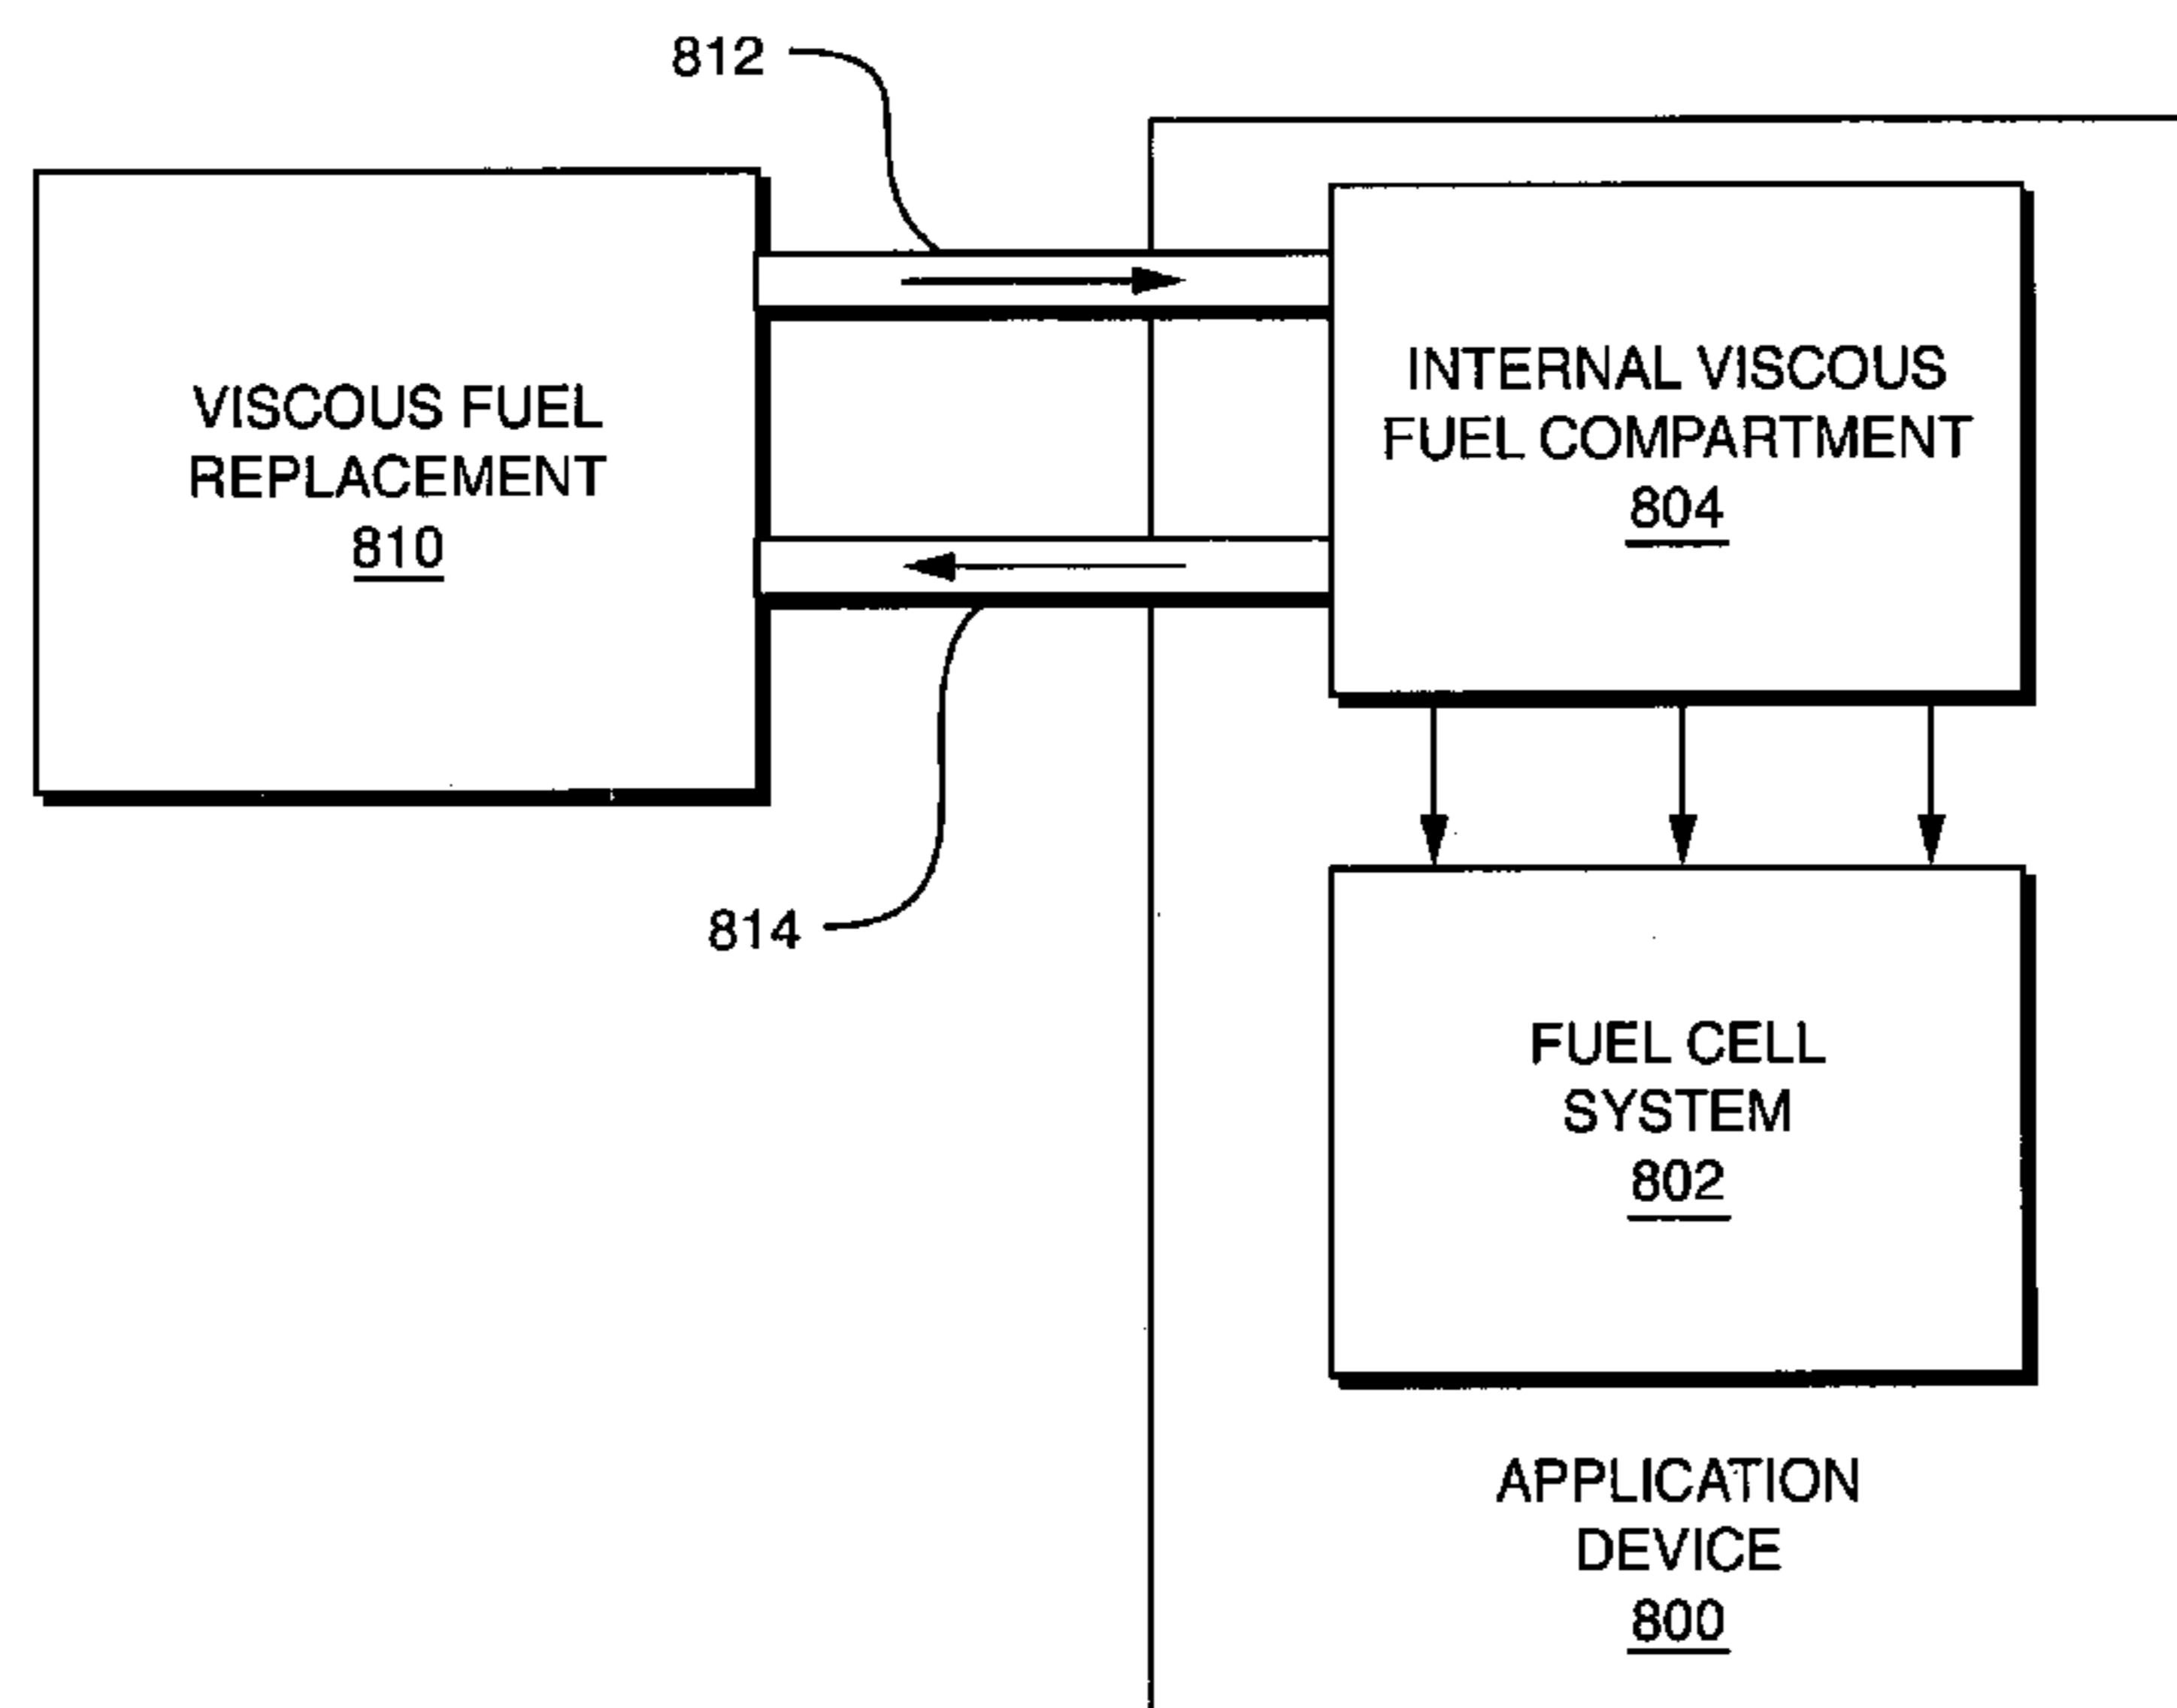 812
VISCOUS FUEL
REPLACEMENT
810
INTERNAL VISCOUS
FUEL COMPARTMENT
804
814
FUEL CELL
SYSTEM
802
APPLICATION
DEVICE
800